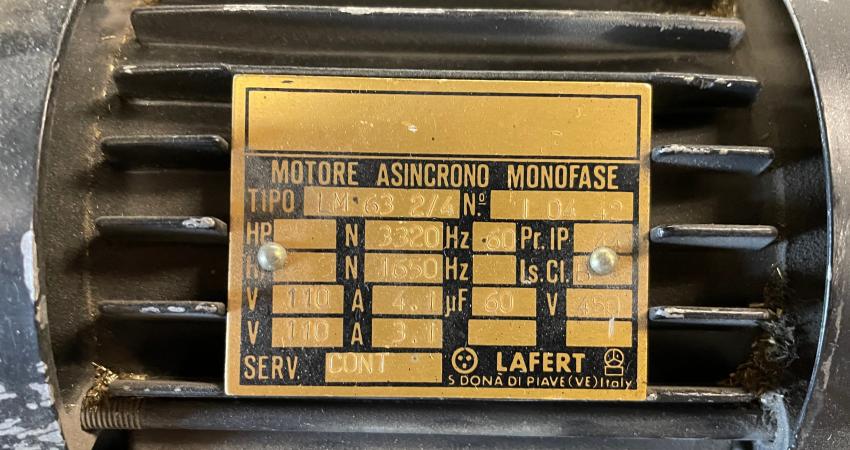 MOTORE ASINCRONO MONOFASE
TIPO LM 63 2/4 Nº 1 04
HP N 3320 Hz 60 Pr. IP
N 1650 Hz Is. Cl.
V 110 A 4.1 µF 60 V 450
V 110 A 3.1
SERV CONT LAFERT
S DONÀ DI PIAVE (VE) Italy